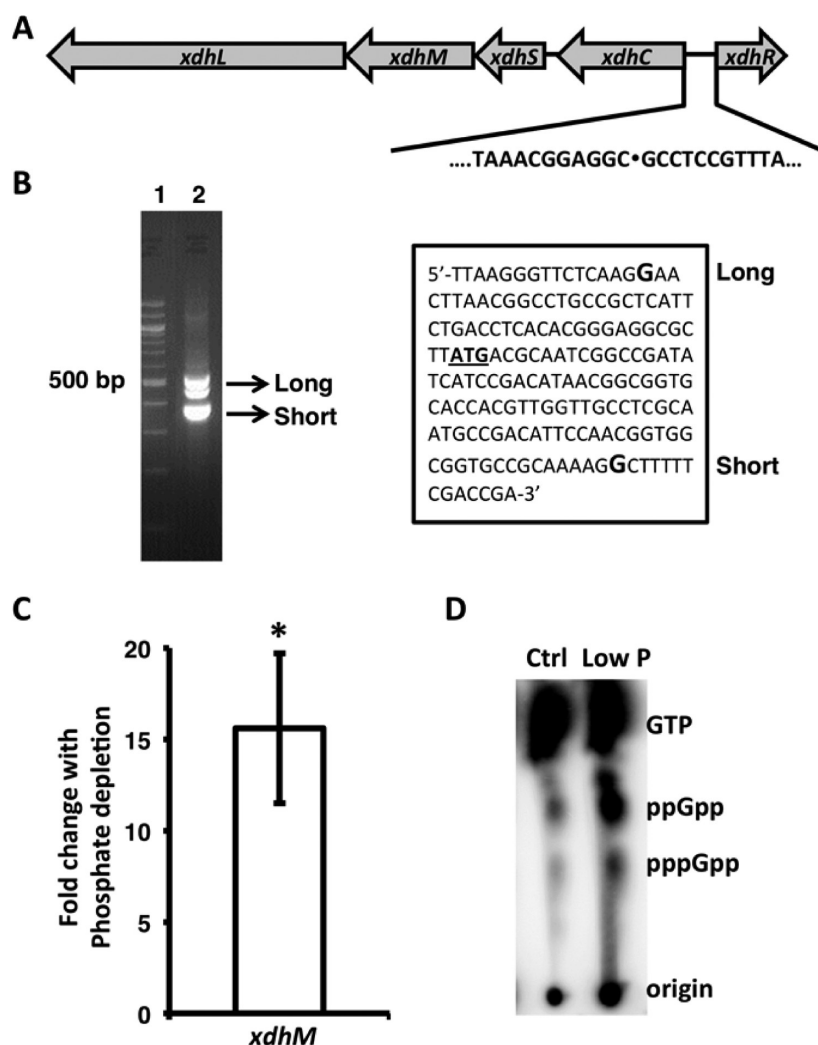 A
xdhL xdhM xdhS xdhC xdhR
....TAAACGGAGGC•GCCTCCGTTTA...
B
1 2
500 bp
Long
Short
5’-TTAAGGGTTCTCAAGGGAA
CTTAACGGCCTGCCGCTCATT
CTGACCTCACACGGGAGGCGC
TTATGACGCAATCGGCCGATA
TCATCCGACATAACGGCGGTG
CACCACGTTGGTTGCCTCGCA
ATGCCGACATTCCAACGGTGG
CGGTGCCGCAAAAGGCTTTTT
CGACCGA-3’
Long
Short
C
Fold change with
Phosphate depletion
20
15
10
5
0
*
xdhM
D
Ctrl Low P
GTP
ppGpp
pppGpp
origin